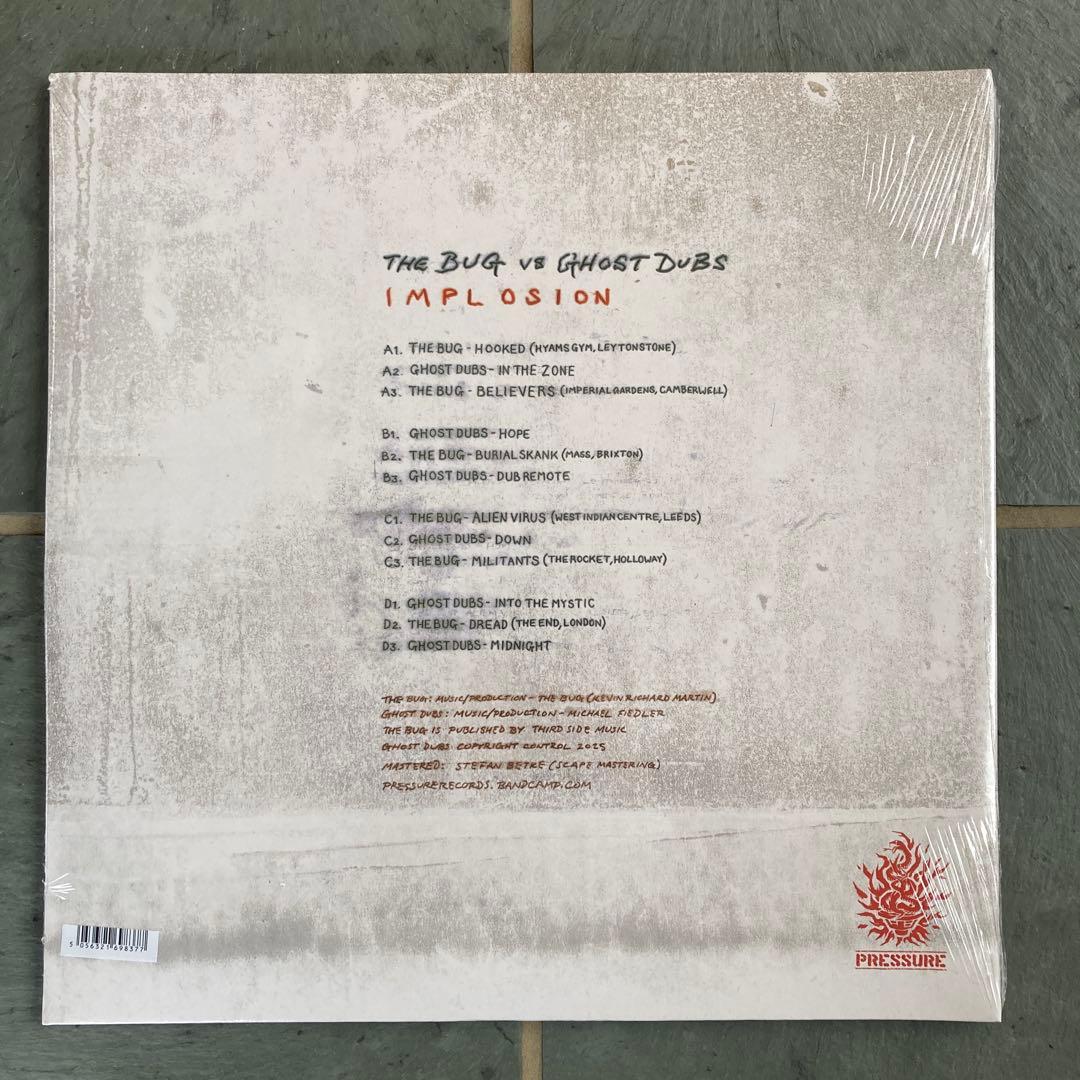 THE BUG vs GHOST DUBS
IMPLOSION
A1. THE BUG - HOOKED (HYAMS GYM, LEYTONSTONE)
A2. GHOST DUBS - IN THE ZONE
A3. THE BUG - BELIEVERS (IMPERIAL GARDENS, CAMBERWELL)
B1. GHOST DUBS - HOPE
B2. THE BUG - BURIAL SKANK (MASS, BRIXTON)
B3. GHOST DUBS - DUB REMOTE
C1. THE BUG - ALIEN VIRUS (WEST INDIAN CENTRE, LEEDS)
C2. GHOST DUBS - DOWN
C3. THE BUG - MILITANTS (THE ROCKET, HOLLOWAY)
D1. GHOST DUBS - INTO THE MYSTIC
D2. THE BUG - DREAD (THE END, LONDON)
D3. GHOST DUBS - MIDNIGHT
THE BUG: MUSIC/PRODUCTION - THE BUG (KEVIN RICHARD MARTIN)
GHOST DUBS: MUSIC/PRODUCTION - MICHAEL FIEDLER
THE BUG IS PUBLISHED BY THIRD SIDE MUSIC
GHOST DUBS COPYRIGHT CONTROL 2025
MASTERED: STEFAN BETKE (SCAPE MASTERING)
PRESSURERECORDS.BANDCAMP.COM
PRESSURE
5 056321 698377